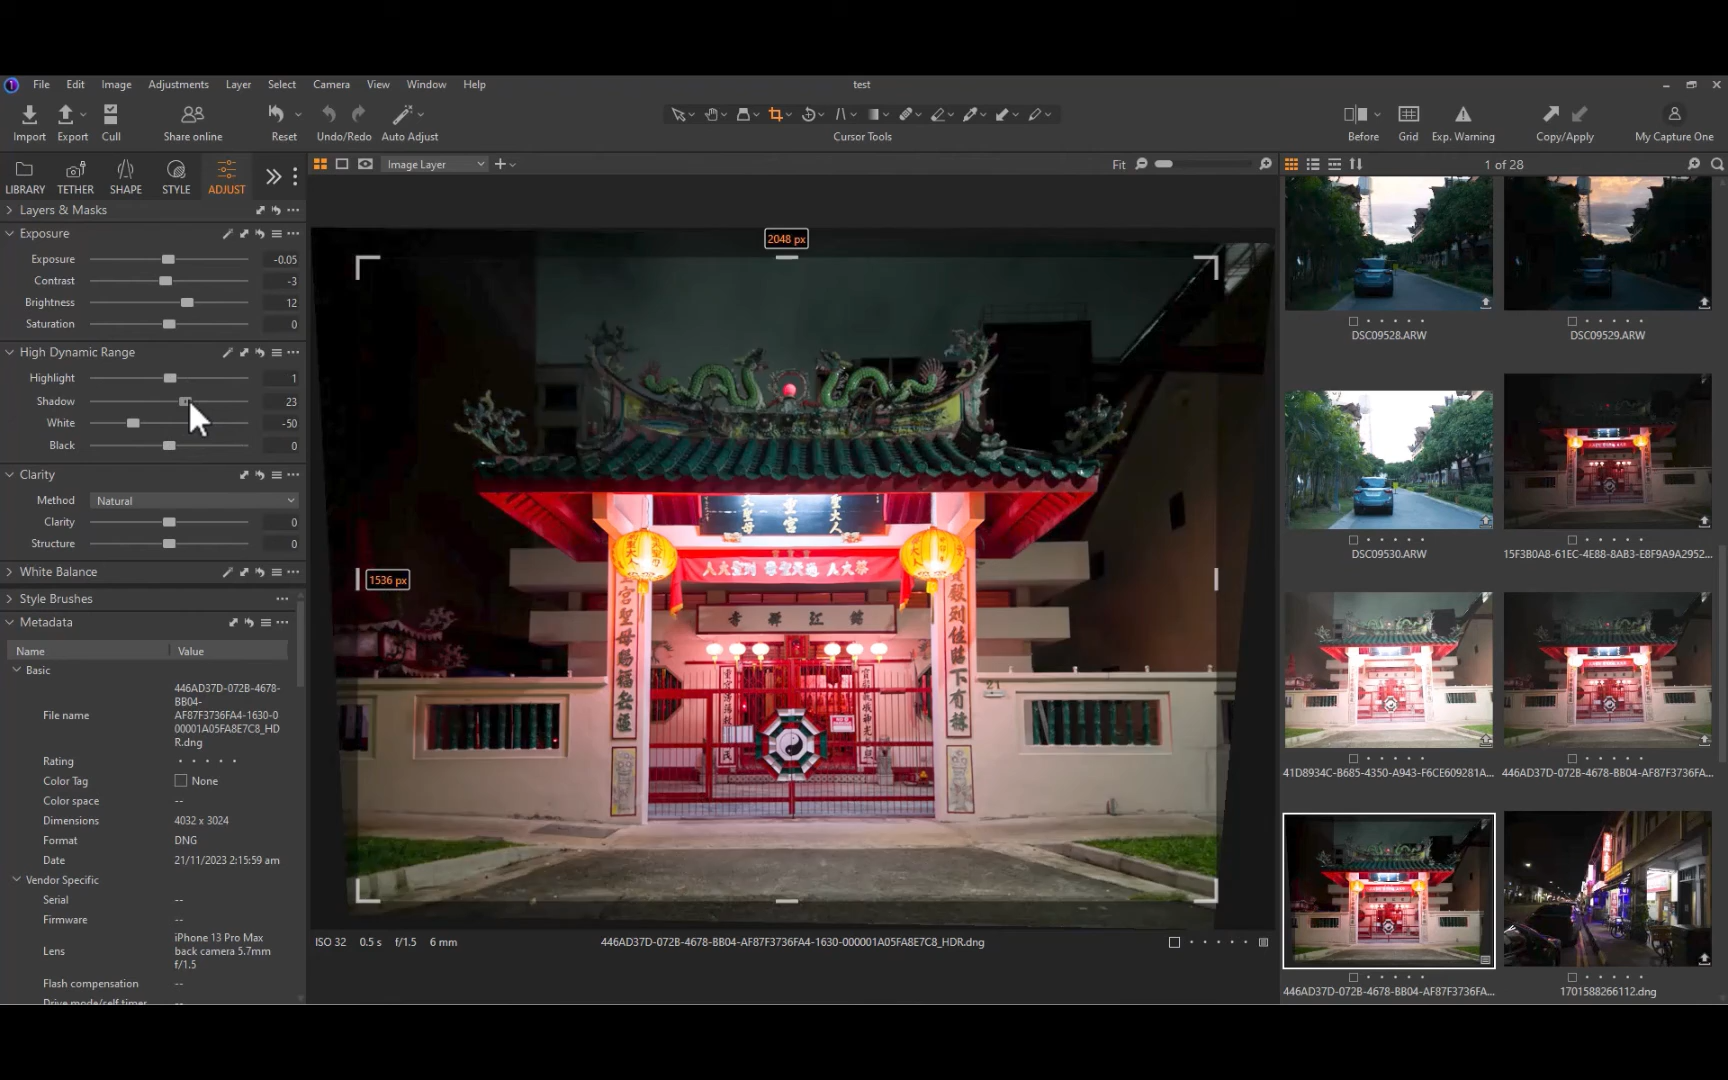 File Edit Image Adjustments Layer Select Camera View Window Help
test
Import Export Cull Share online Reset Undo/Redo Auto Adjust
Cursor Tools
Before Grid Exp. Warning Copy/Apply My Capture One
LIBRARY TETHER SHAPE STYLE ADJUST
Image Layer
Fit
1 of 28
Layers & Masks
Exposure
Exposure -0.05
Contrast -3
Brightness 12
Saturation 0
High Dynamic Range
Highlight 1
Shadow 23
White -50
Black 0
Clarity
Method Natural
Clarity 0
Structure 0
White Balance
Style Brushes
Metadata
Name Value
Basic
File name
446AD37D-072B-4678-
BB04-
AF87F3736FA4-1630-0
00001A05FA8E7C8_HD
R.dng
Rating
Color Tag None
Color space --
Dimensions 4032 x 3024
Format DNG
Date 21/11/2023 2:15:59 am
Vendor Specific
Serial --
Firmware --
Lens
iPhone 13 Pro Max
back camera 5.7mm
f/1.5
Flash compensation --
Drive mode/self timer
2048 px
1536 px
宮
21
ISO 32 0.5 s f/1.5 6 mm
446AD37D-072B-4678-BB04-AF87F3736FA4-1630-000001A05FA8E7C8_HDR.dng
DSC09528.ARW
DSC09529.ARW
DSC09530.ARW
15F3B0A8-61EC-4E88-8AB3-EBF9A9A2952...
41D8934C-B685-4350-A943-F6CE609281A...
446AD37D-072B-4678-BB04-AF87F3736FA...
446AD37D-072B-4678-BB04-AF87F3736FA...
1701588266112.dng